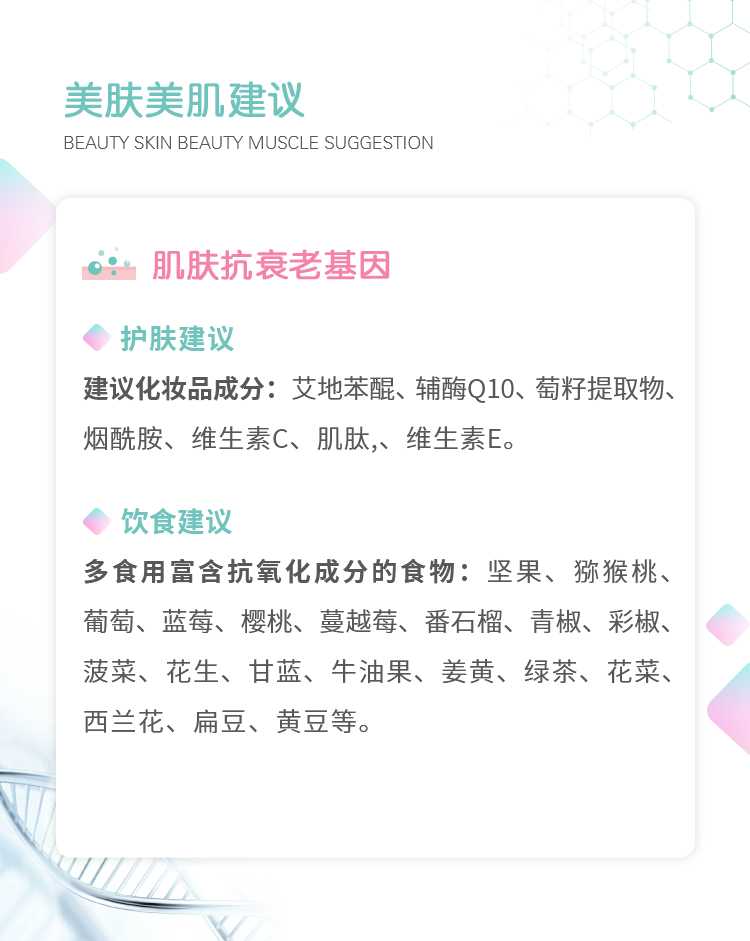 美肤美肌建议
BEAUTY SKIN BEAUTY MUSCLE SUGGESTION
肌肤抗衰老基因
护肤建议
建议化妆品成分：艾地苯醌、辅酶Q10、萄籽提取物、
烟酰胺、维生素C、肌肽,、维生素E。
饮食建议
多食用富含抗氧化成分的食物：坚果、猕猴桃、
葡萄、蓝莓、樱桃、蔓越莓、番石榴、青椒、彩椒、
菠菜、花生、甘蓝、牛油果、姜黄、绿茶、花菜、
西兰花、扁豆、黄豆等。